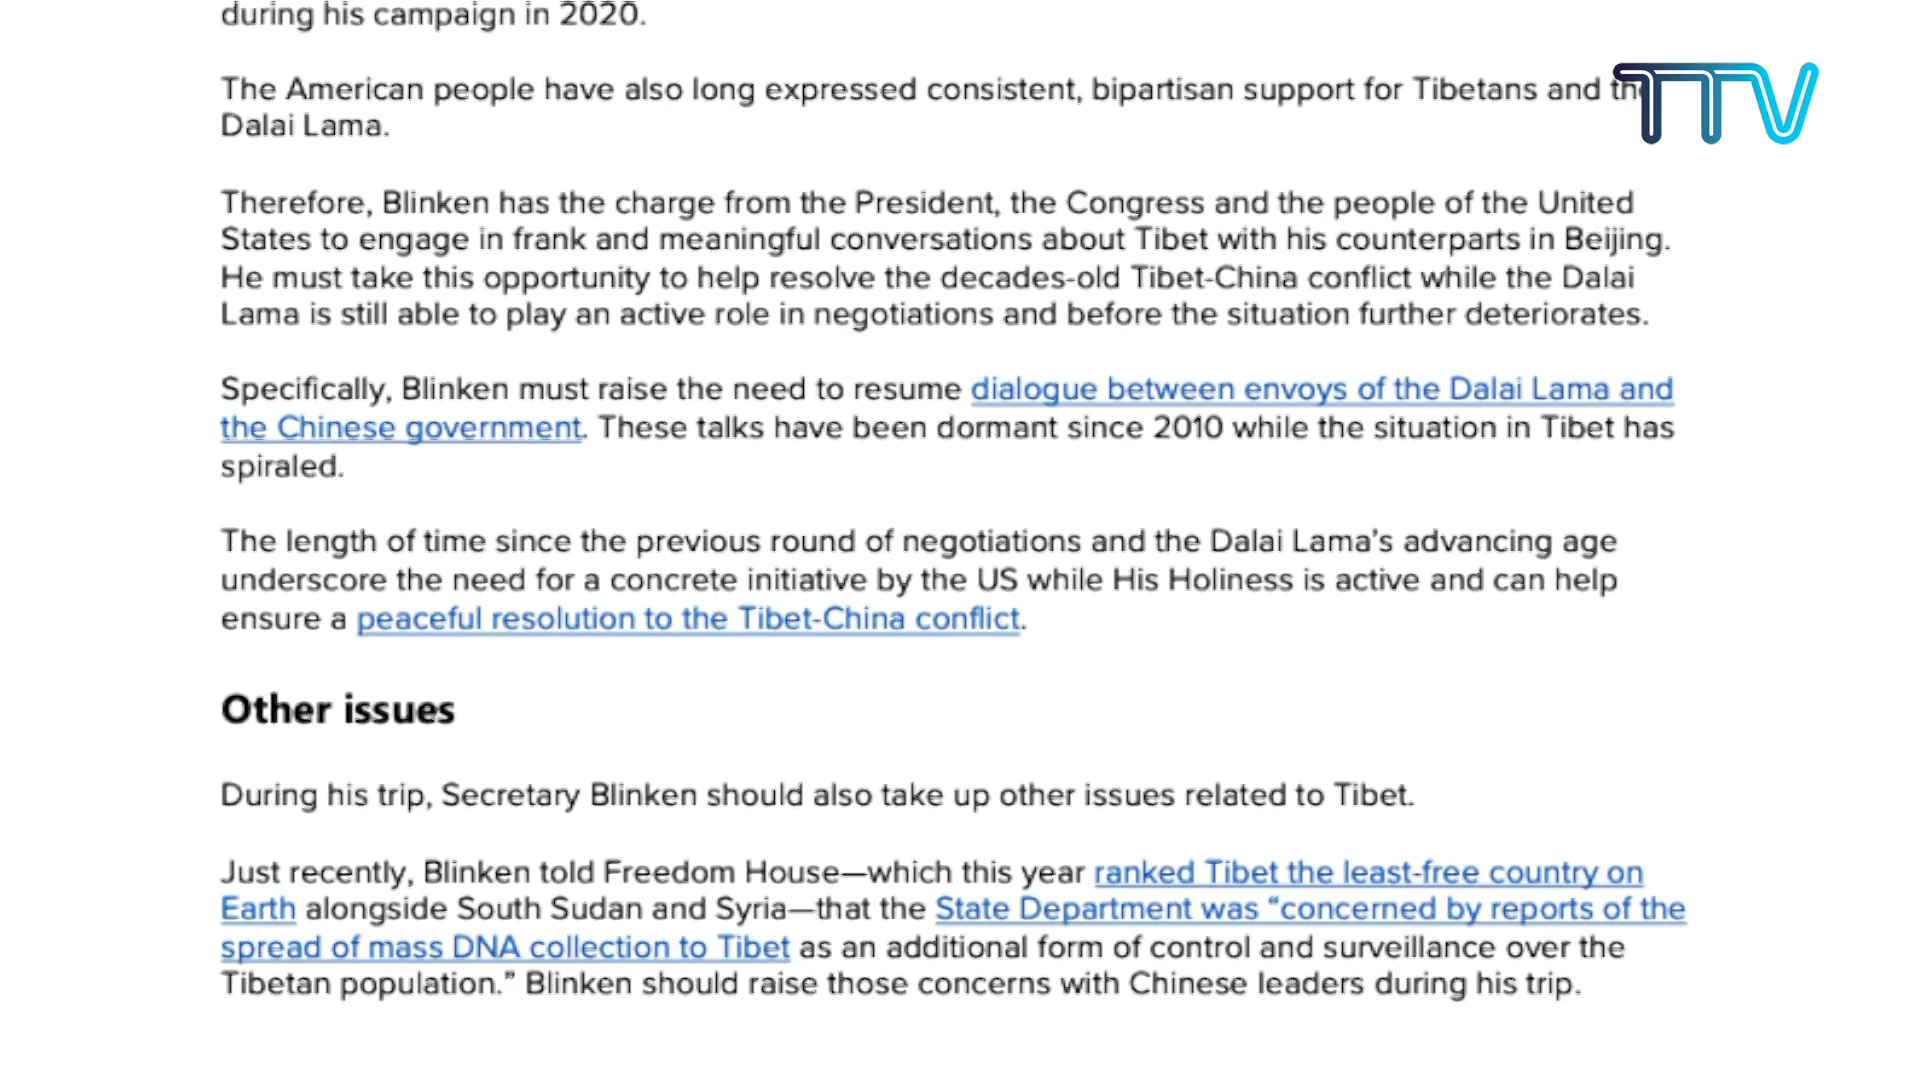 during his campaign in 2020.
The American people have also long expressed consistent, bipartisan support for Tibetans and the
TTV
Dalai Lama.
Therefore, Blinken has the charge from the President, the Congress and the people of the United
States to engage in frank and meaningful conversations about Tibet with his counterparts in Beijing.
He must take this opportunity to help resolve the decades-old Tibet-China conflict while the Dalai
Lama is still able to play an active role in negotiations and before the situation further deteriorates.
Specifically, Blinken must raise the need to resume dialogue between envoys of the Dalai Lama and
the Chinese government. These talks have been dormant since 2010 while the situation in Tibet has
spiraled.
The length of time since the previous round of negotiations and the Dalai Lama's advancing age
underscore the need for a concrete initiative by the US while His Holiness is active and can help
ensure a peaceful resolution to the Tibet-China conflict.
Other issues
During his trip, Secretary Blinken should also take up other issues related to Tibet.
Just recently, Blinken told Freedom House—which this year ranked Tibet the least-free country on
Earth alongside South Sudan and Syria—that the State Department was “concerned by reports of the
spread of mass DNA collection to Tibet as an additional form of control and surveillance over the
Tibetan population.” Blinken should raise those concerns with Chinese leaders during his trip.